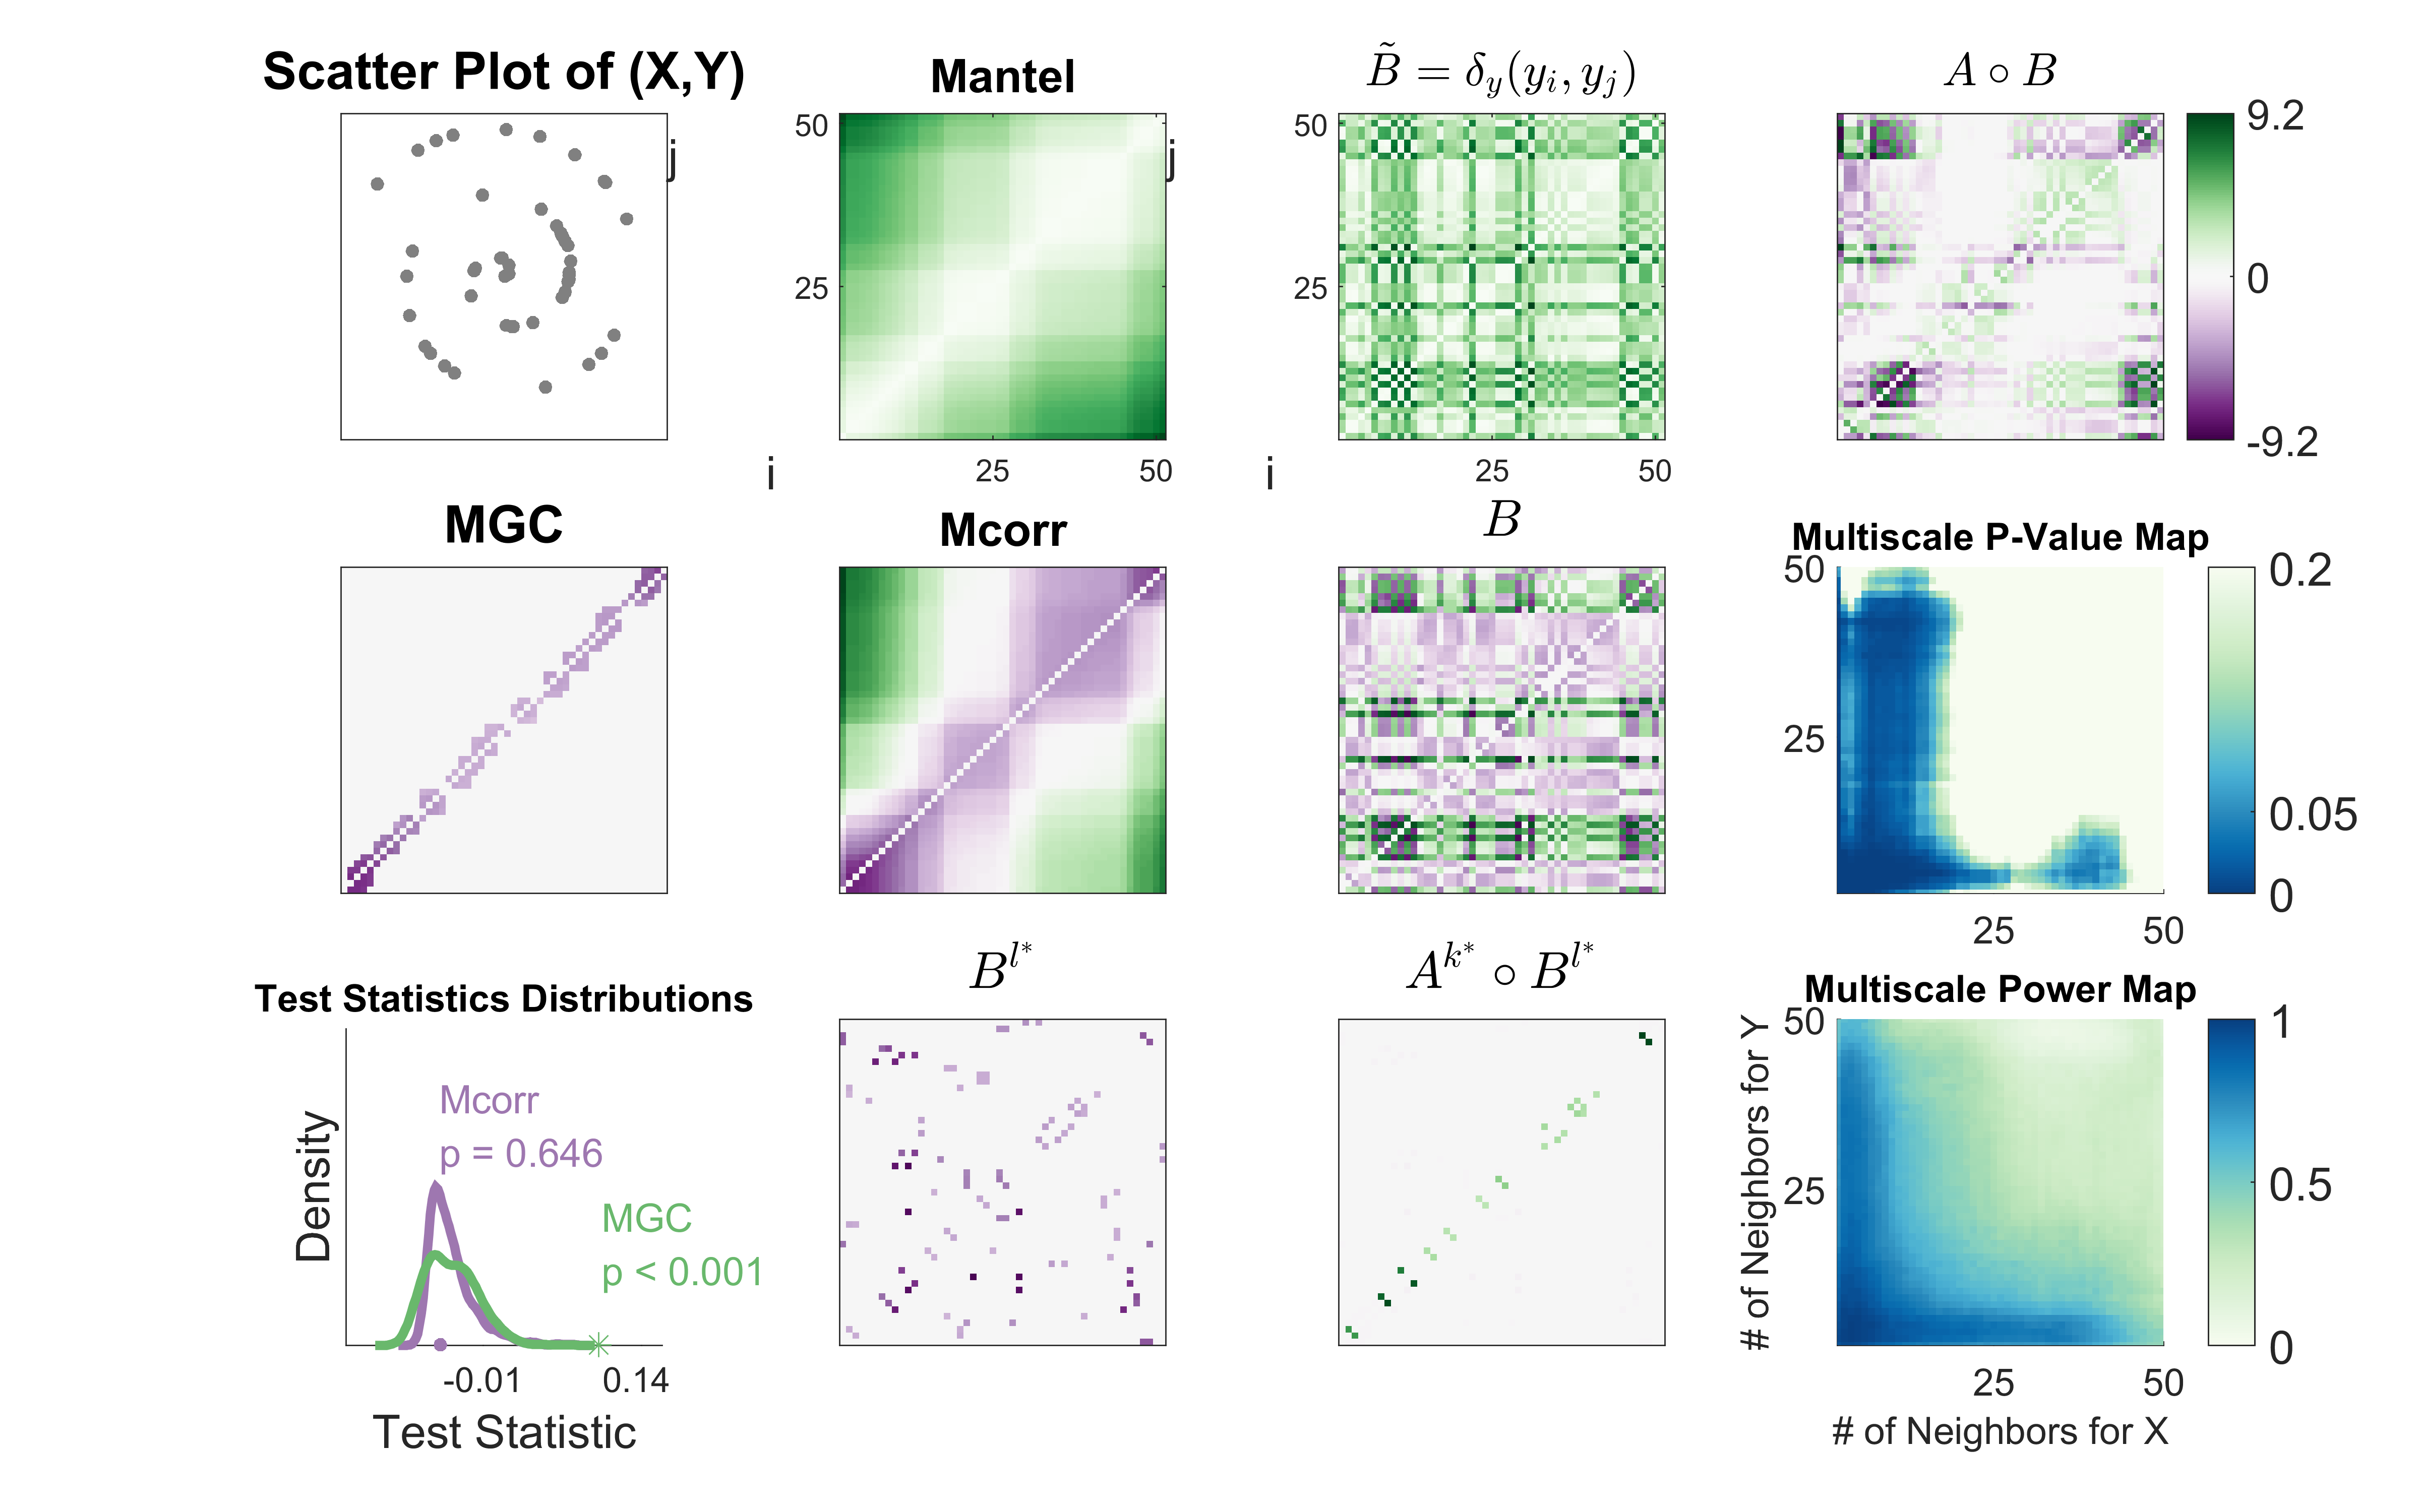 Scatter Plot of (X,Y)
Mantel
B̃ = δ_y(y_i, y_j)
A ∘ B
j
50
25
i
25
50
j
50
25
i
25
50
9.2
0
-9.2
MGC
Mcorr
B
Multiscale P-Value Map
50
25
25
50
0.2
0.05
0
Test Statistics Distributions
Density
Mcorr
p = 0.646
MGC
p < 0.001
-0.01
0.14
Test Statistic
B^{l*}
A^{k*} ∘ B^{l*}
Multiscale Power Map
# of Neighbors for Y
50
25
25
50
# of Neighbors for X
1
0.5
0